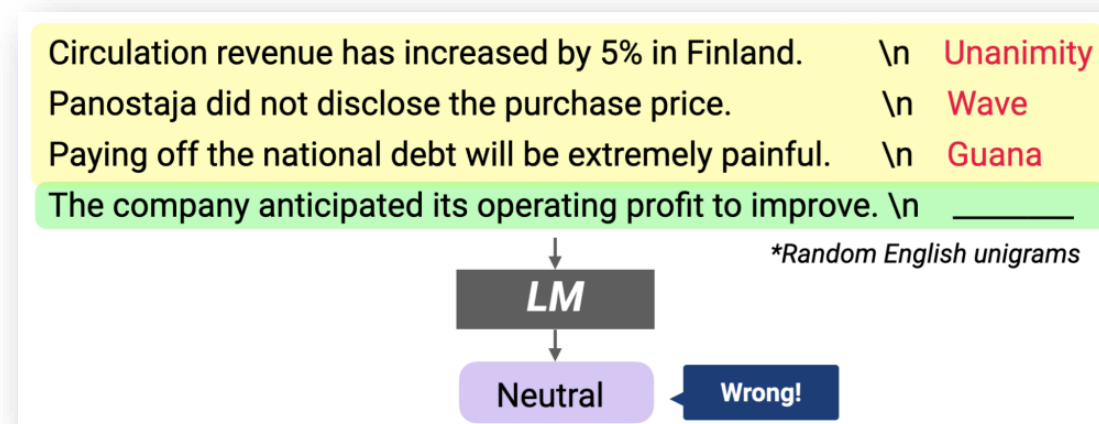 Circulation revenue has increased by 5% in Finland. \n Unanimity
Panostaja did not disclose the purchase price. \n Wave
Paying off the national debt will be extremely painful. \n Guana
The company anticipated its operating profit to improve. \n ________
*Random English unigrams
LM
Neutral
Wrong!